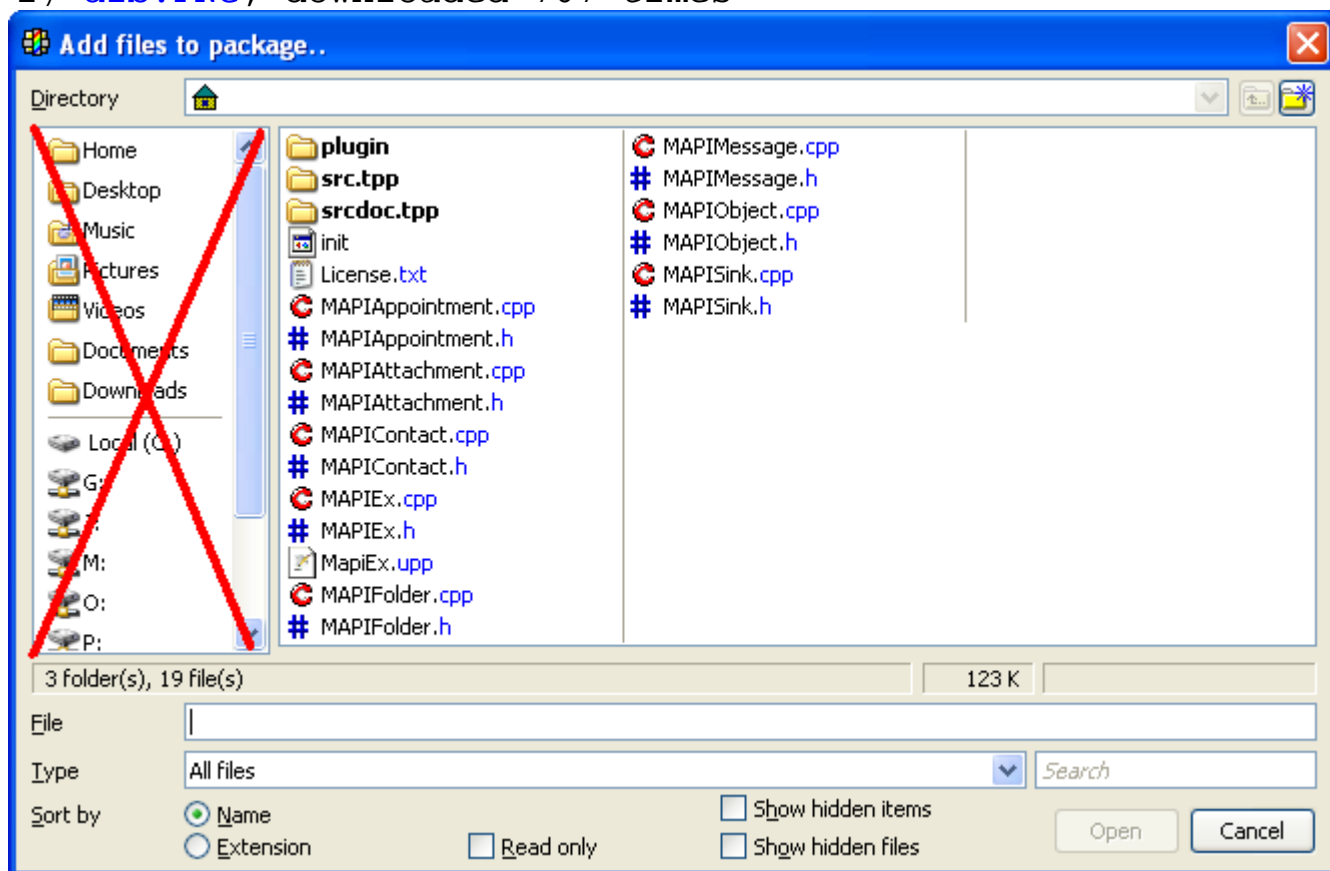 Add files to package..
Directory
Home
Desktop
Music
Pictures
Videos
Documents
Downloads
Local (C:)
G:
M:
O:
P:
plugin
src.tpp
srcdoc.tpp
init
License.txt
MAPIAppointment.cpp
MAPIAppointment.h
MAPIAttachment.cpp
MAPIAttachment.h
MAPIContact.cpp
MAPIContact.h
MAPIEx.cpp
MAPIEx.h
MapiEx.upp
MAPIFolder.cpp
MAPIFolder.h
MAPIMessage.cpp
MAPIMessage.h
MAPIObject.cpp
MAPIObject.h
MAPISink.cpp
MAPISink.h
3 folder(s), 19 file(s) 123 K
File
Type All files Search
Sort by Name Show hidden items
Extension Read only Show hidden files
Open Cancel